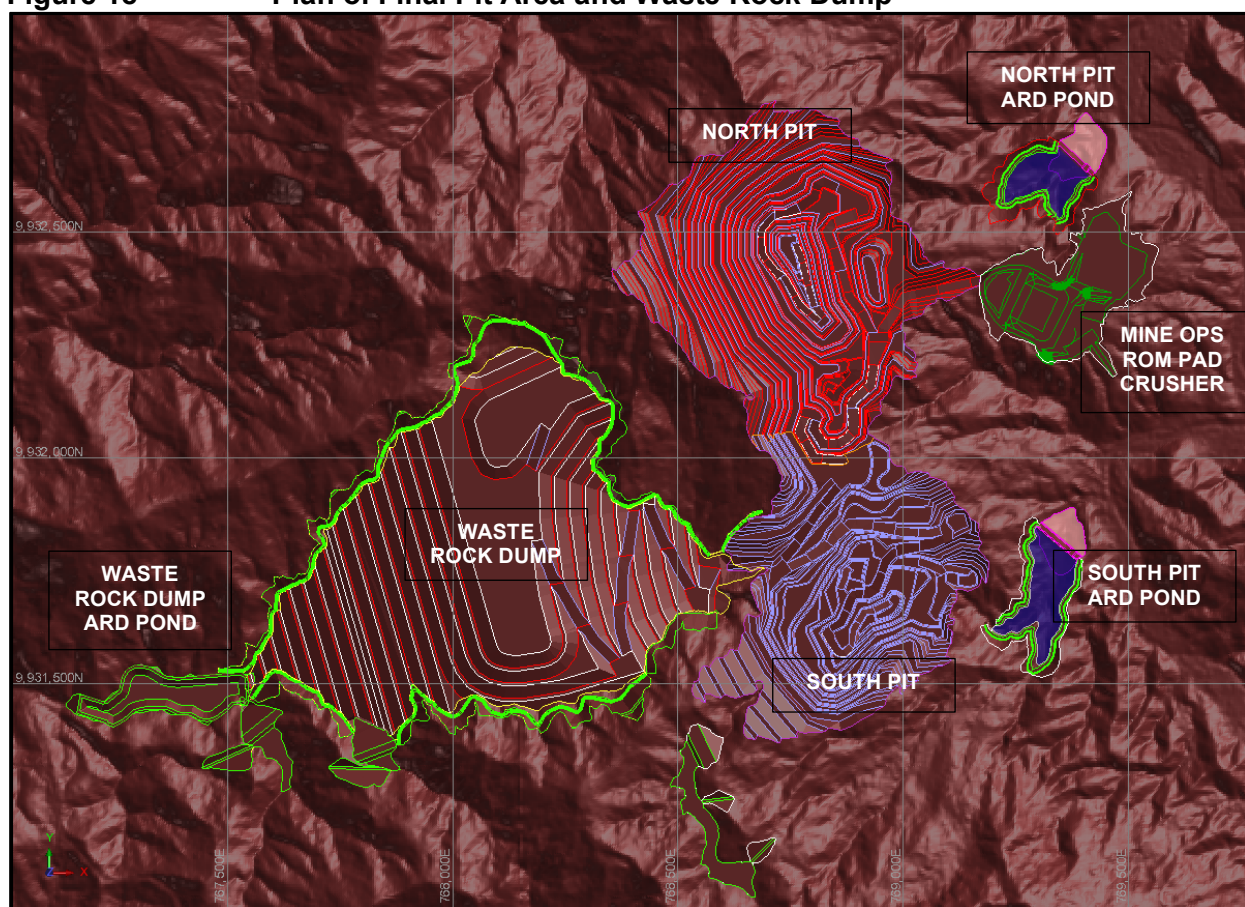 Plan of Final Pit Area and Waste Rock Dump
NORTH PIT
ARD POND
NORTH PIT
9,932,500N
MINE OPS
ROM PAD
CRUSHER
9,932,000N
WASTE
ROCK DUMP
WASTE
ROCK DUMP
ARD POND
SOUTH PIT
ARD POND
9,931,500N
SOUTH PIT
Y
Z
X
767,500E
768,000E
768,500E
769,000E
769,500E